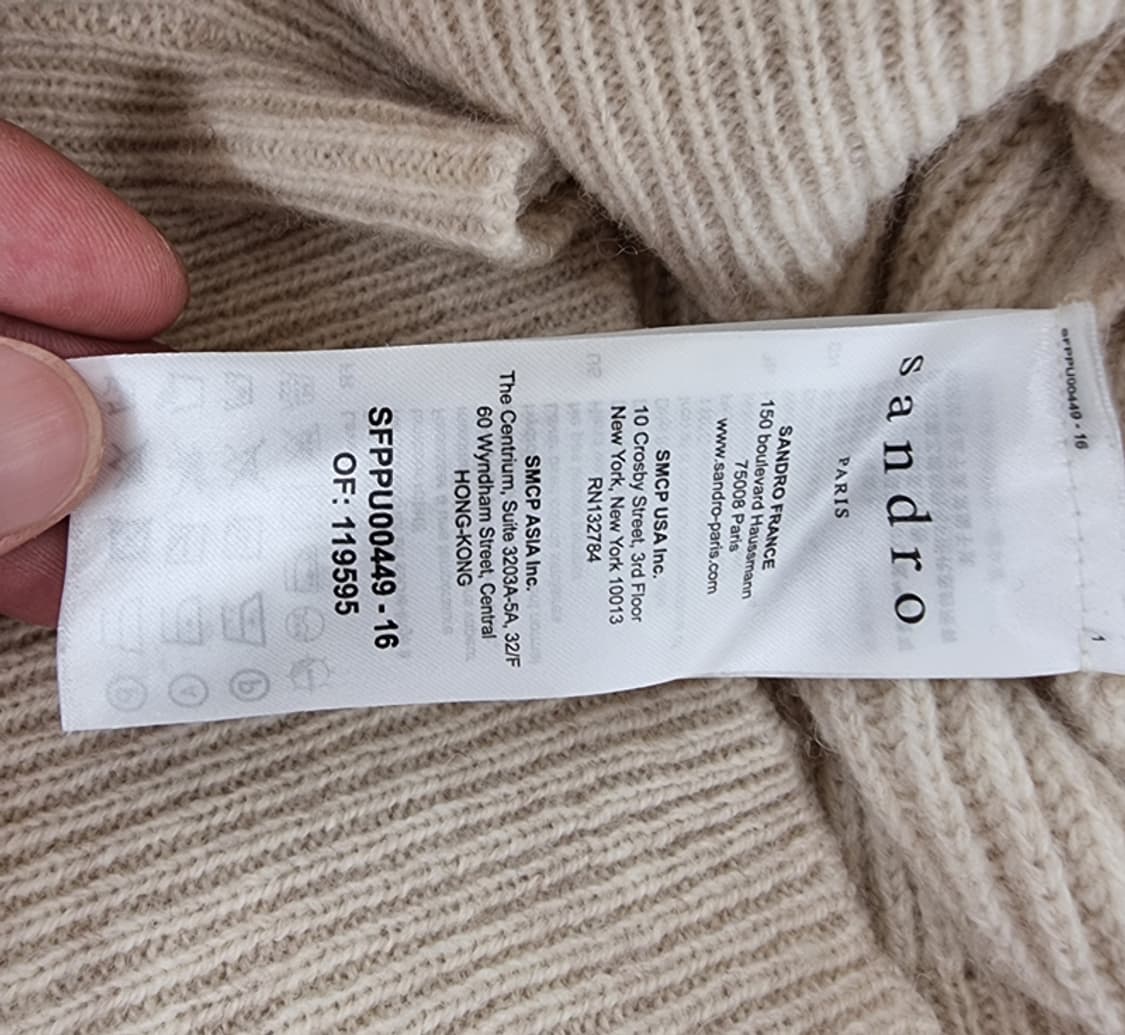 SFPPU00449 - 16
1
sandro
PARIS
SANDRO FRANCE
150 boulevard Haussmann
75008 Paris
www.sandro-paris.com
SMCP USA Inc.
10 Crosby Street, 3rd Floor
New York, New York 10013
RN132784
SMCP ASIA Inc.
The Centrium, Suite 3203A-5A, 32/F
60 Wyndham Street, Central
HONG-KONG
SFPPU00449 - 16
OF: 119595